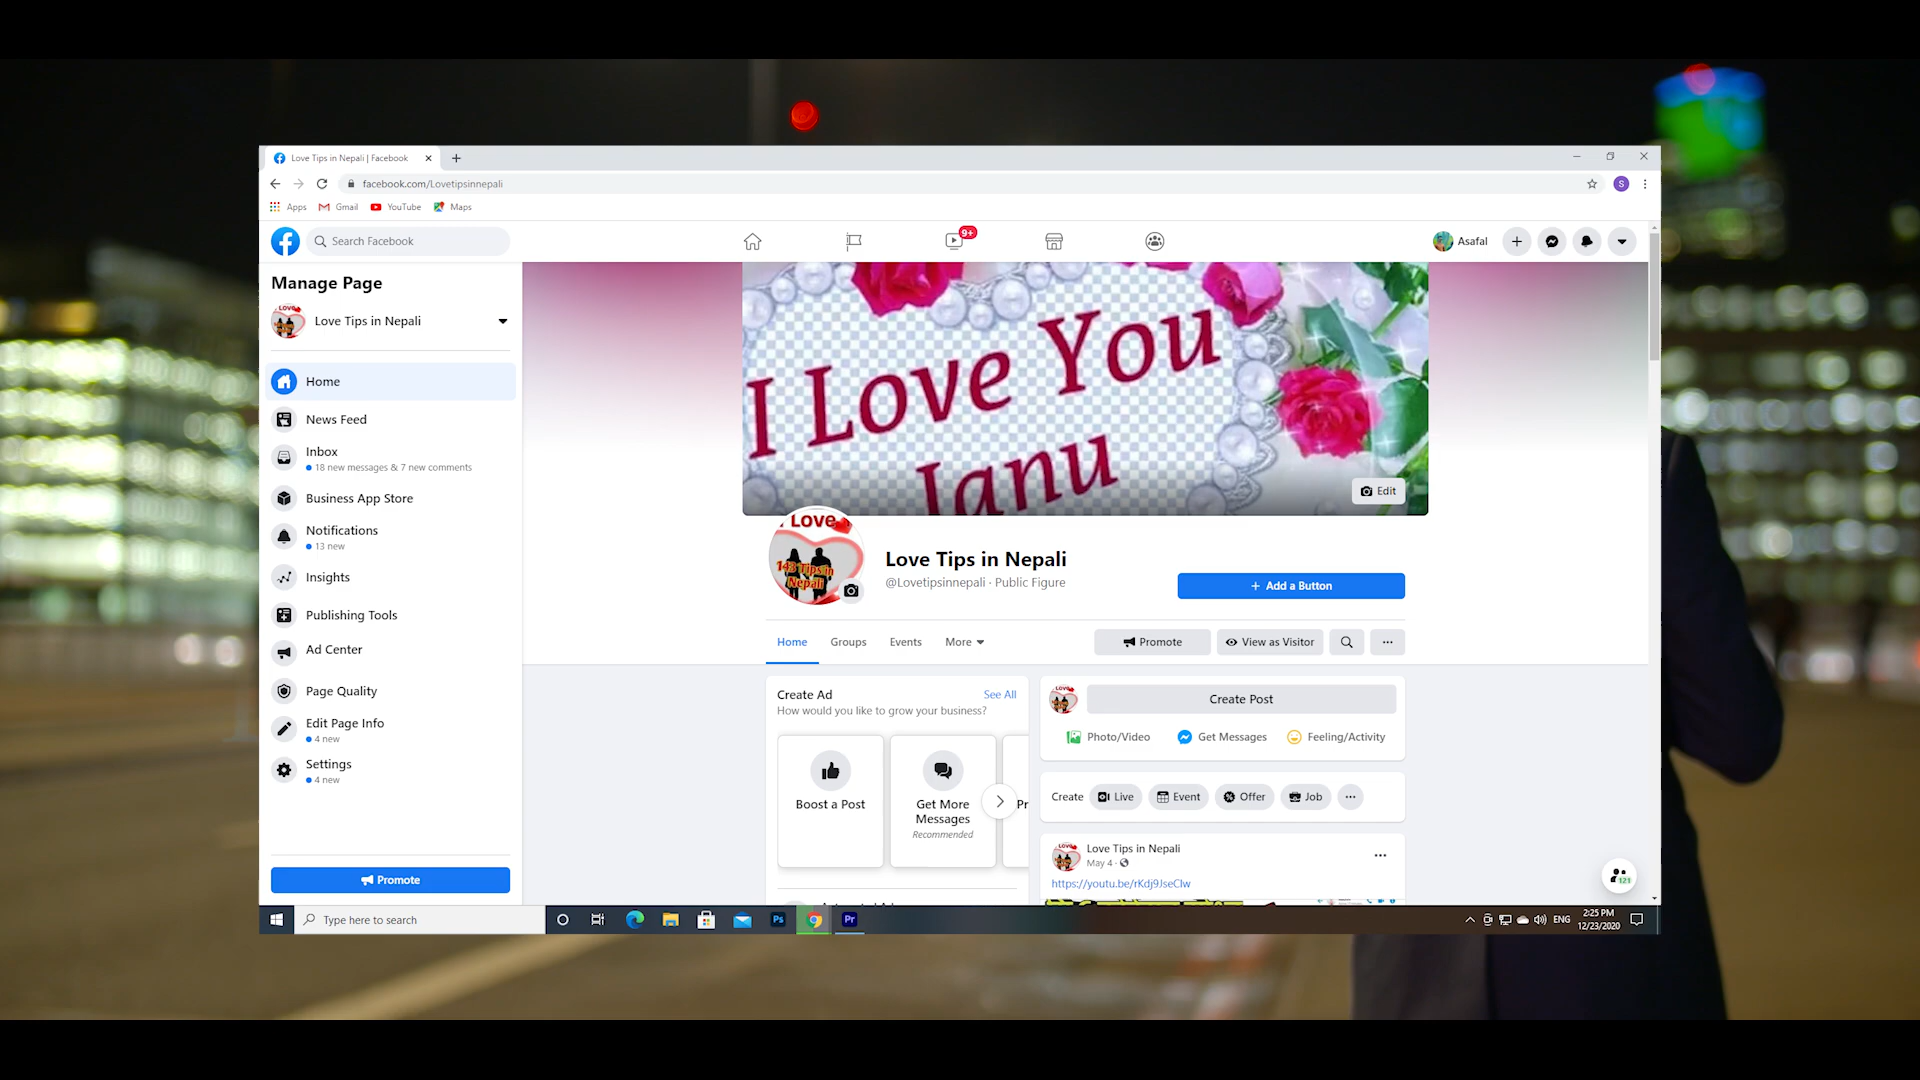 Love Tips in Nepali | Facebook
facebook.com/Lovetipsinnepali
S
Apps
Gmail
YouTube
Maps
Search Facebook
9+
Asafal
Manage Page
Love Tips in Nepali
Home
News Feed
Inbox
18 new messages & 7 new comments
Business App Store
Notifications
13 new
Insights
Publishing Tools
Ad Center
Page Quality
Edit Page Info
4 new
Settings
4 new
Promote
I Love You
Janu
Edit
I LOVE
143 Tips in
Nepali
Love Tips in Nepali
@Lovetipsinnepali · Public Figure
+ Add a Button
Home
Groups
Events
More
Promote
View as Visitor
Create Ad
See All
How would you like to grow your business?
Boost a Post
Get More
Messages
Recommended
Pr
Create Post
Photo/Video
Get Messages
Feeling/Activity
Create
Live
Event
Offer
Job
Love Tips in Nepali
May 4 ·
https://youtu.be/rKdj9JseClw
121
Type here to search
Ps
Pr
ENG
2:25 PM
12/23/2020